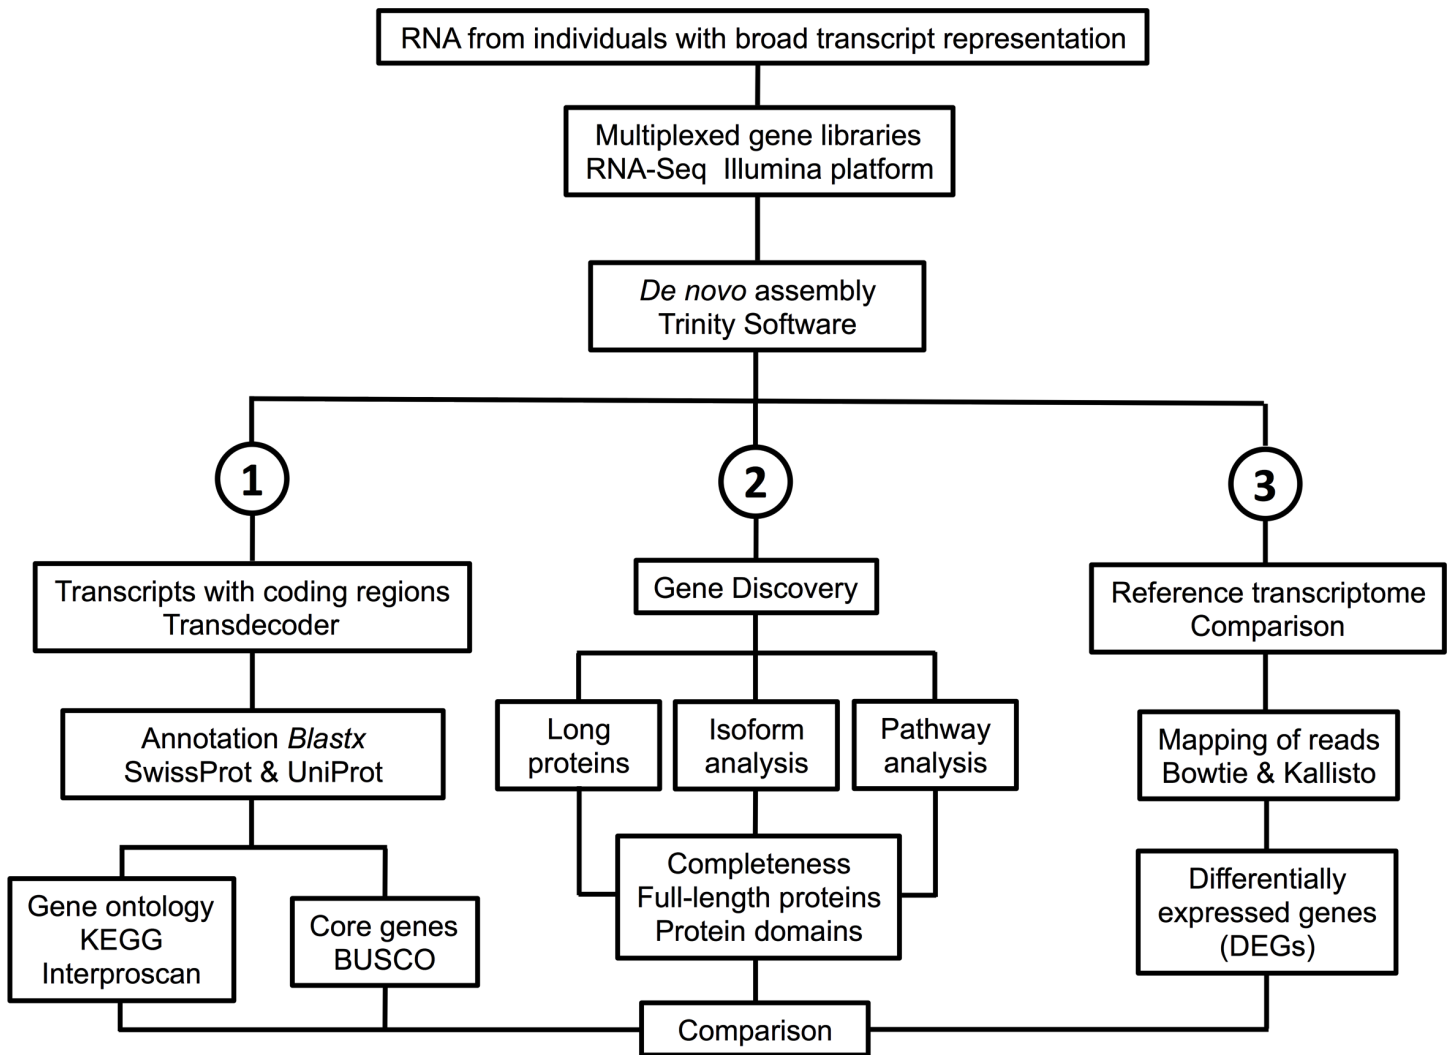 RNA from individuals with broad transcript representation
Multiplexed gene libraries
RNA-Seq  Illumina platform
De novo assembly
Trinity Software
1
2
3
Transcripts with coding regions
Transdecoder
Gene Discovery
Reference transcriptome
Comparison
Annotation Blastx
SwissProt & UniProt
Long
proteins
Isoform
analysis
Pathway
analysis
Mapping of reads
Bowtie & Kallisto
Gene ontology
KEGG
Interproscan
Core genes
BUSCO
Completeness
Full-length proteins
Protein domains
Differentially
expressed genes
(DEGs)
Comparison